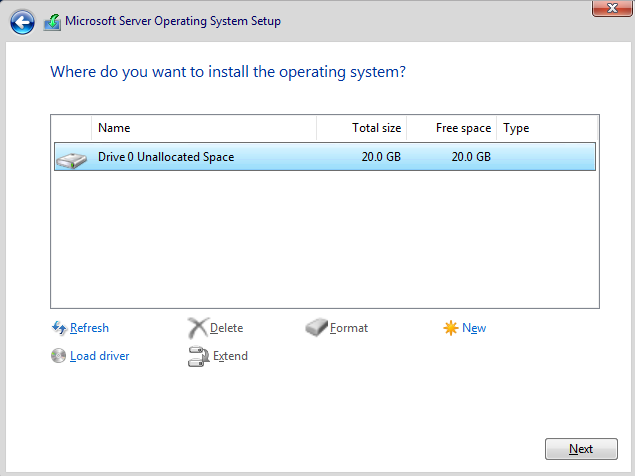 Microsoft Server Operating System Setup
Where do you want to install the operating system?
Name Total size Free space Type
Drive 0 Unallocated Space 20.0 GB 20.0 GB
Refresh Delete Format New
Load driver Extend
Next